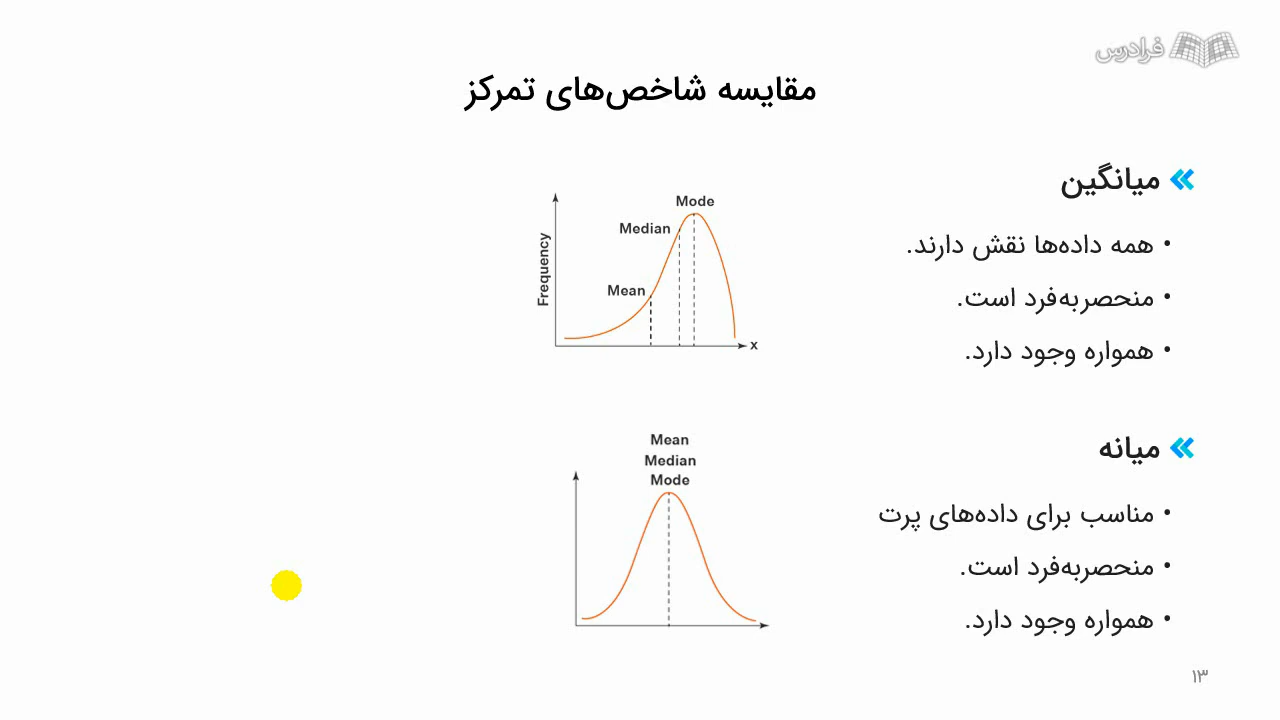 فرادرس
مقایسه شاخص‌های تمرکز
میانگین
• همه داده‌ها نقش دارند.
• منحصربه‌فرد است.
• همواره وجود دارد.
Mode
Median
Mean
Frequency
x
میانه
• مناسب برای داده‌های پرت
• منحصربه‌فرد است.
• همواره وجود دارد.
Mean
Median
Mode
۱۳